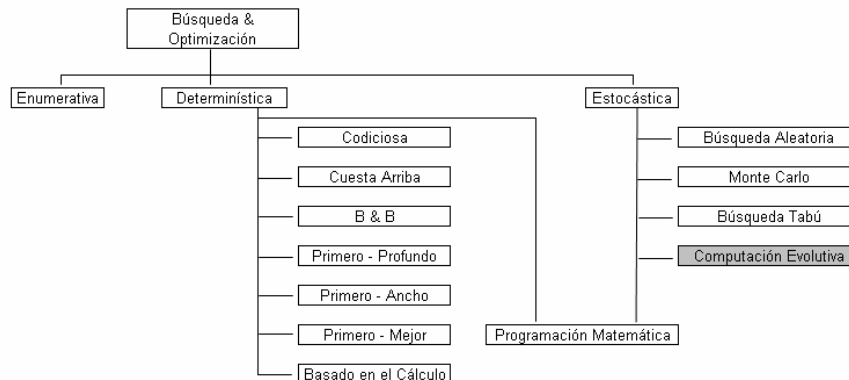 Búsqueda &
Optimización
Enumerativa
Determinística
Estocástica
Codiciosa
Cuesta Arriba
B & B
Primero - Profundo
Primero - Ancho
Primero - Mejor
Basado en el Cálculo
Búsqueda Aleatoria
Monte Carlo
Búsqueda Tabú
Computación Evolutiva
Programación Matemática